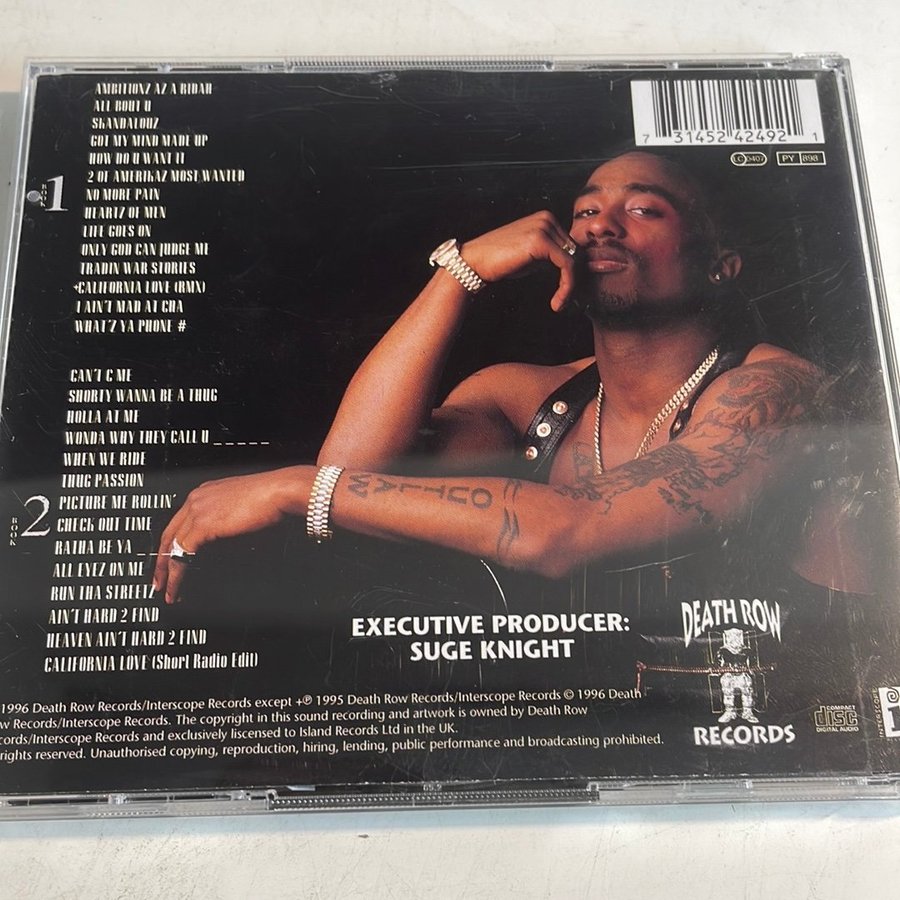 AMBITIONZ AZ A RIDAH
ALL BOUT U
SKANDALOUZ
GOT MY MIND MADE UP
HOW DO U WANT IT
2 OF AMERIKAZ MOST WANTED
NO MORE PAIN
HEARTZ OF MEN
LIFE GOES ON
ONLY GOD CAN JUDGE ME
TRADIN WAR STORIES
+CALIFORNIA LOVE (RMX)
I AIN'T MAD AT CHA
WHAT'Z YA PHONE #
BOOK 1
CAN'T C ME
SHORTY WANNA BE A THUG
HOLLA AT ME
WONDA WHY THEY CALL U _ _ _ _ _
WHEN WE RIDE
THUG PASSION
PICTURE ME ROLLIN'
CHECK OUT TIME
RATHA BE YA _ _ _ _ _
ALL EYEZ ON ME
RUN THA STREETZ
AIN'T HARD 2 FIND
HEAVEN AIN'T HARD 2 FIND
CALIFORNIA LOVE (Short Radio Edit)
BOOK 2
7 31452 42492 1
LC 0407
PY 898
OUTLAW
EXECUTIVE PRODUCER:
SUGE KNIGHT
DEATH ROW
RECORDS
COMPACT
disc
DIGITAL AUDIO
INTERSCOPE
1996 Death Row Records/Interscope Records except +℗ 1995 Death Row Records/Interscope Records © 1996 Death
w Records/Interscope Records. The copyright in this sound recording and artwork is owned by Death Row
cords/Interscope Records and exclusively liscensed to Island Records Ltd in the UK.
rights reserved. Unauthorised copying, reproduction, hiring, lending, public performance and broadcasting prohibited.